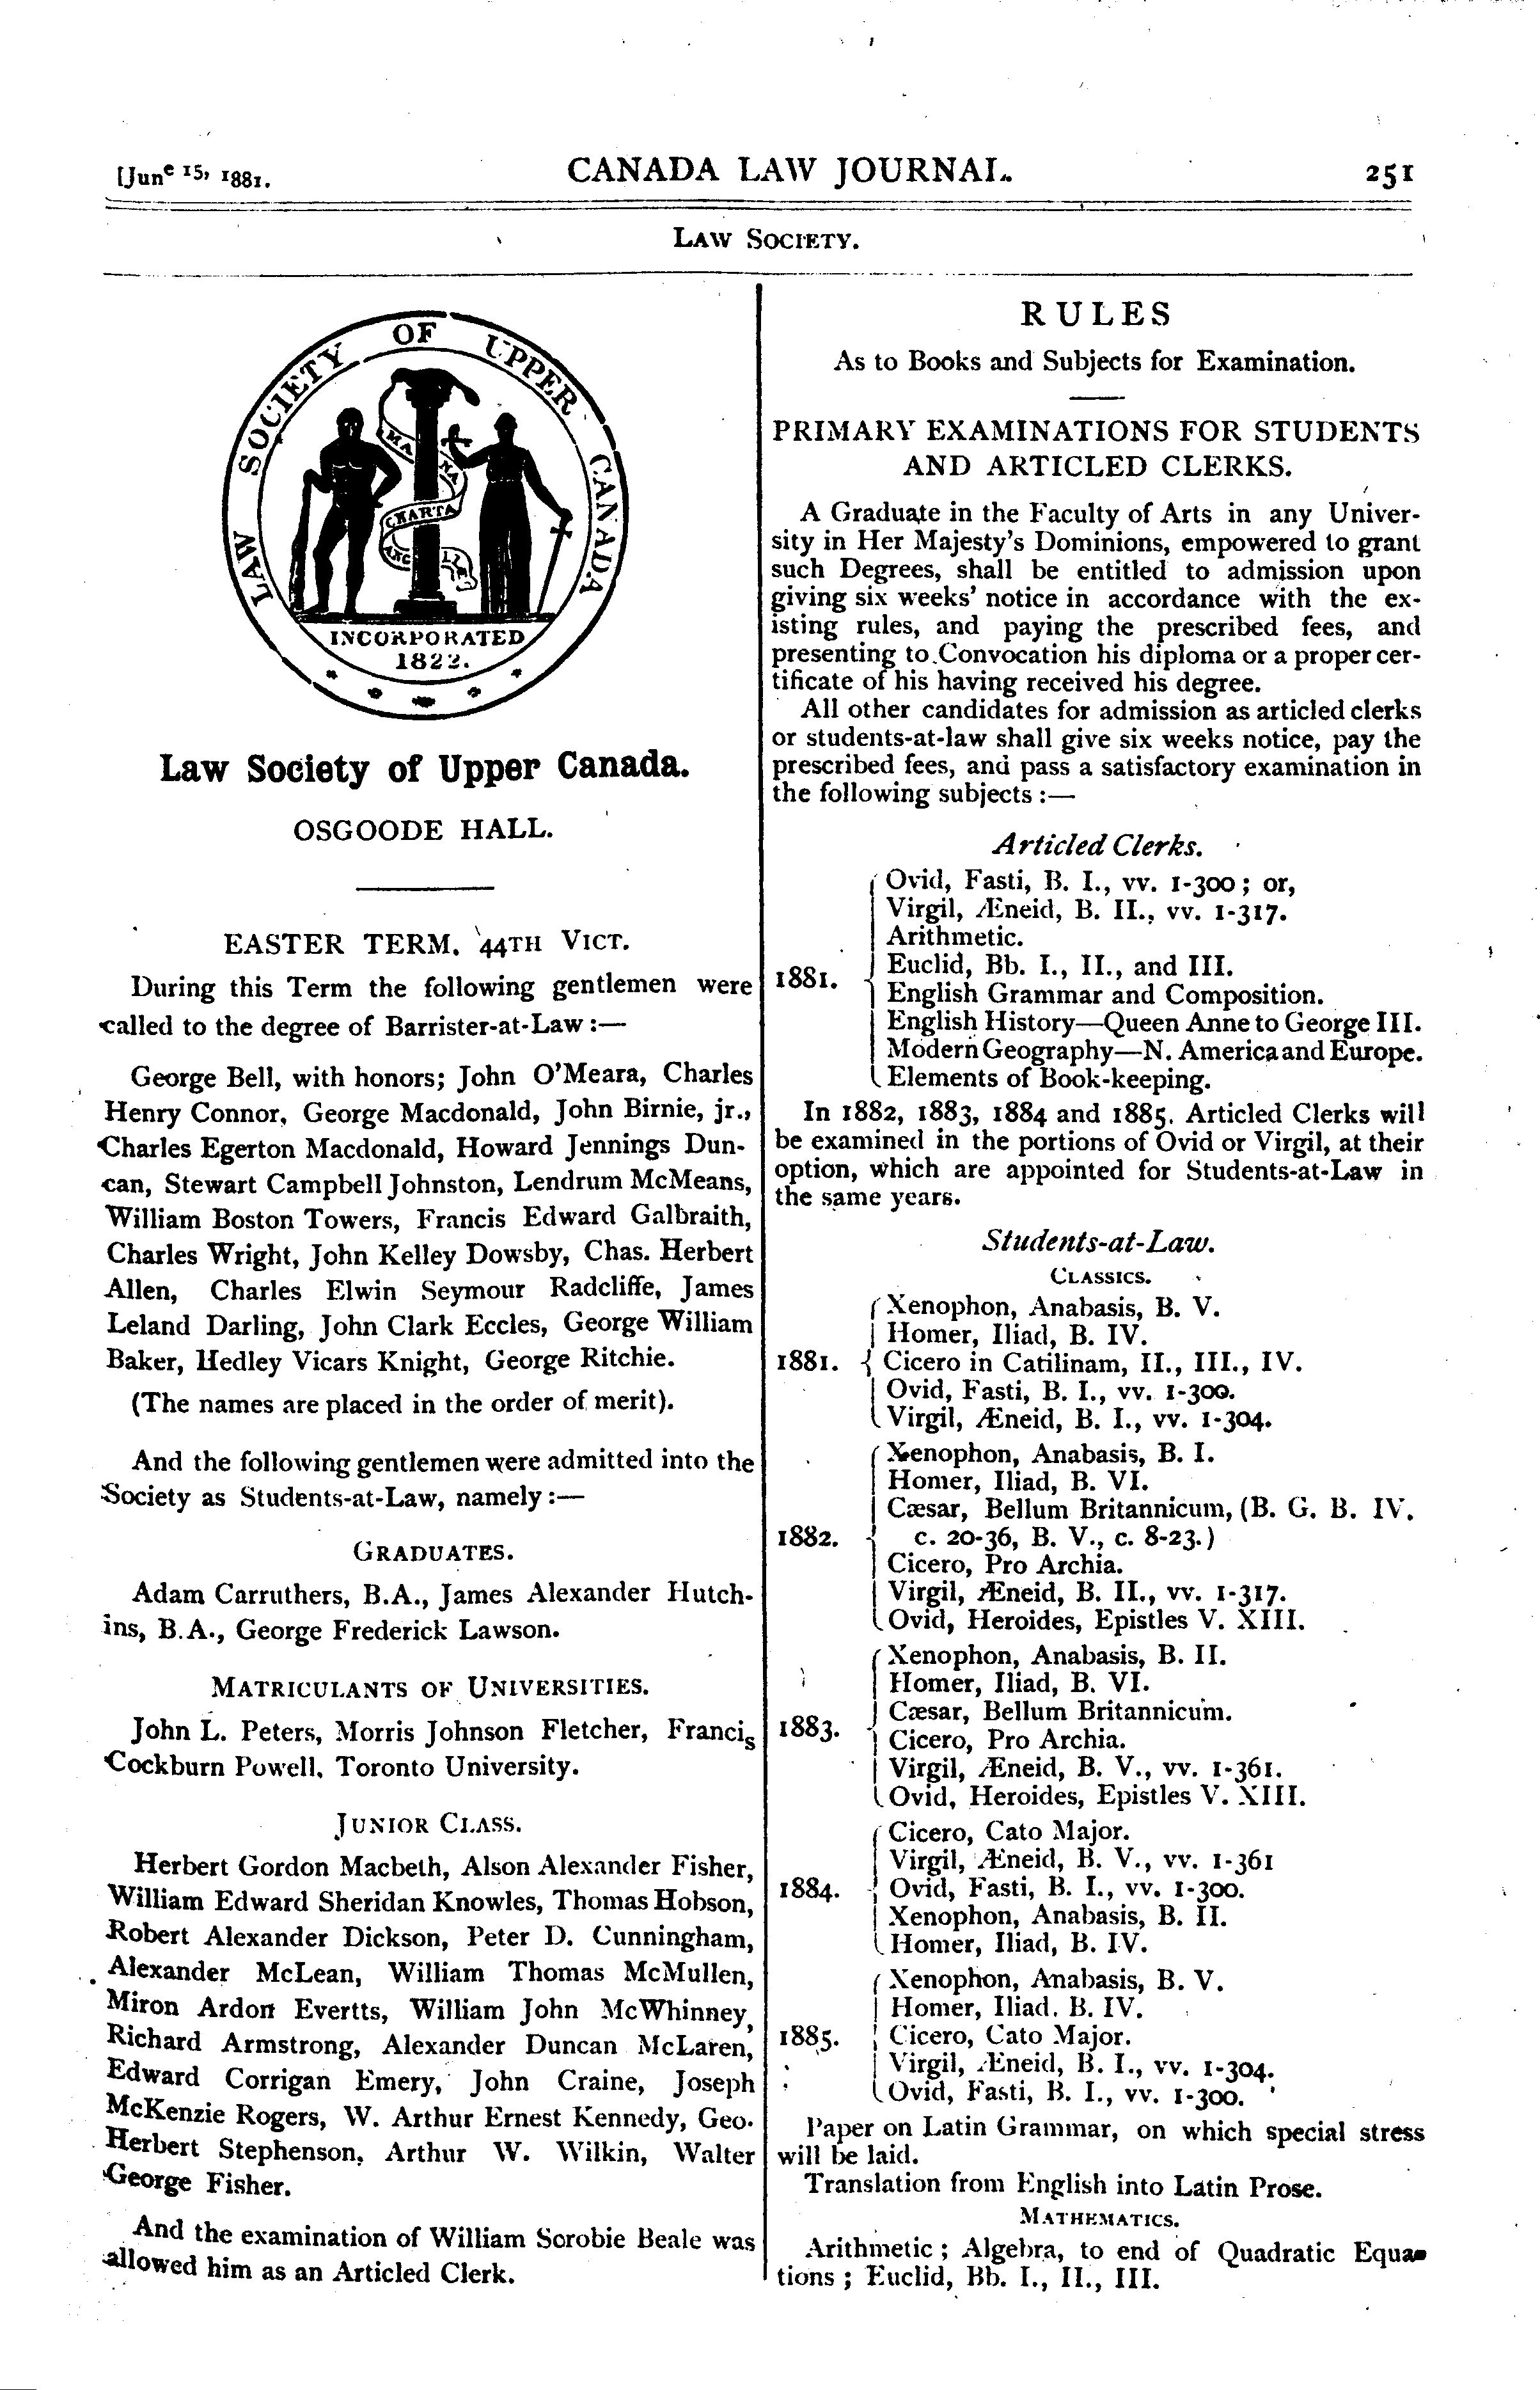 [June 15, 1881.
CANADA LAW JOURNAL.
251
LAW SOCIETY.
LAW SOCIETY OF UPPER CANADA
MA
NA
CHARTA
ANG
LI
INCORPORATED
1822.
Law Society of Upper Canada.
OSGOODE HALL.
EASTER TERM, 44TH VICT.
During this Term the following gentlemen were
called to the degree of Barrister-at-Law :—
George Bell, with honors; John O'Meara, Charles
Henry Connor, George Macdonald, John Birnie, jr.,
Charles Egerton Macdonald, Howard Jennings Dun-
can, Stewart Campbell Johnston, Lendrum McMeans,
William Boston Towers, Francis Edward Galbraith,
Charles Wright, John Kelley Dowsby, Chas. Herbert
Allen, Charles Elwin Seymour Radcliffe, James
Leland Darling, John Clark Eccles, George William
Baker, Hedley Vicars Knight, George Ritchie.
(The names are placed in the order of merit).
And the following gentlemen were admitted into the
Society as Students-at-Law, namely :—
GRADUATES.
Adam Carruthers, B.A., James Alexander Hutch-
ins, B.A., George Frederick Lawson.
MATRICULANTS OF UNIVERSITIES.
John L. Peters, Morris Johnson Fletcher, Francis
Cockburn Powell, Toronto University.
JUNIOR CLASS.
Herbert Gordon Macbeth, Alson Alexander Fisher,
William Edward Sheridan Knowles, Thomas Hobson,
Robert Alexander Dickson, Peter D. Cunningham,
Alexander McLean, William Thomas McMullen,
Miron Ardon Evertts, William John McWhinney,
Richard Armstrong, Alexander Duncan McLaren,
Edward Corrigan Emery, John Craine, Joseph
McKenzie Rogers, W. Arthur Ernest Kennedy, Geo.
Herbert Stephenson, Arthur W. Wilkin, Walter
George Fisher.
And the examination of William Scrobie Beale was
allowed him as an Articled Clerk.
RULES
As to Books and Subjects for Examination.
PRIMARY EXAMINATIONS FOR STUDENTS
AND ARTICLED CLERKS.
A Graduate in the Faculty of Arts in any Univer-
sity in Her Majesty's Dominions, empowered to grant
such Degrees, shall be entitled to admission upon
giving six weeks' notice in accordance with the ex-
isting rules, and paying the prescribed fees, and
presenting to Convocation his diploma or a proper cer-
tificate of his having received his degree.
All other candidates for admission as articled clerks
or students-at-law shall give six weeks notice, pay the
prescribed fees, and pass a satisfactory examination in
the following subjects :—
Articled Clerks.
Ovid, Fasti, B. I., vv. 1-300 ; or,
Virgil, Æneid, B. II., vv. 1-317.
Arithmetic.
Euclid, Bb. I., II., and III.
1881.
English Grammar and Composition.
English History—Queen Anne to George III.
Modern Geography—N. America and Europe.
Elements of Book-keeping.
In 1882, 1883, 1884 and 1885, Articled Clerks will
be examined in the portions of Ovid or Virgil, at their
option, which are appointed for Students-at-Law in
the same years.
Students-at-Law.
CLASSICS.
Xenophon, Anabasis, B. V.
Homer, Iliad, B. IV.
1881. Cicero in Catilinam, II., III., IV.
Ovid, Fasti, B. I., vv. 1-300.
Virgil, Æneid, B. I., vv. 1-304.
Xenophon, Anabasis, B. I.
Homer, Iliad, B. VI.
Cæsar, Bellum Britannicum, (B. G. B. IV.
1882. c. 20-36, B. V., c. 8-23.)
Cicero, Pro Archia.
Virgil, Æneid, B. II., vv. 1-317.
Ovid, Heroides, Epistles V. XIII.
Xenophon, Anabasis, B. II.
Homer, Iliad, B. VI.
Cæsar, Bellum Britannicum.
1883. Cicero, Pro Archia.
Virgil, Æneid, B. V., vv. 1-361.
Ovid, Heroides, Epistles V. XIII.
Cicero, Cato Major.
Virgil, Æneid, B. V., vv. 1-361
1884. Ovid, Fasti, B. I., vv. 1-300.
Xenophon, Anabasis, B. II.
Homer, Iliad, B. IV.
Xenophon, Anabasis, B. V.
Homer, Iliad. B. IV.
1885. Cicero, Cato Major.
Virgil, Æneid, B. I., vv. 1-304.
Ovid, Fasti, B. I., vv. 1-300.
Paper on Latin Grammar, on which special stress
will be laid.
Translation from English into Latin Prose.
MATHEMATICS.
Arithmetic ; Algebra, to end of Quadratic Equa-
tions ; Euclid, Bb. I., II., III.